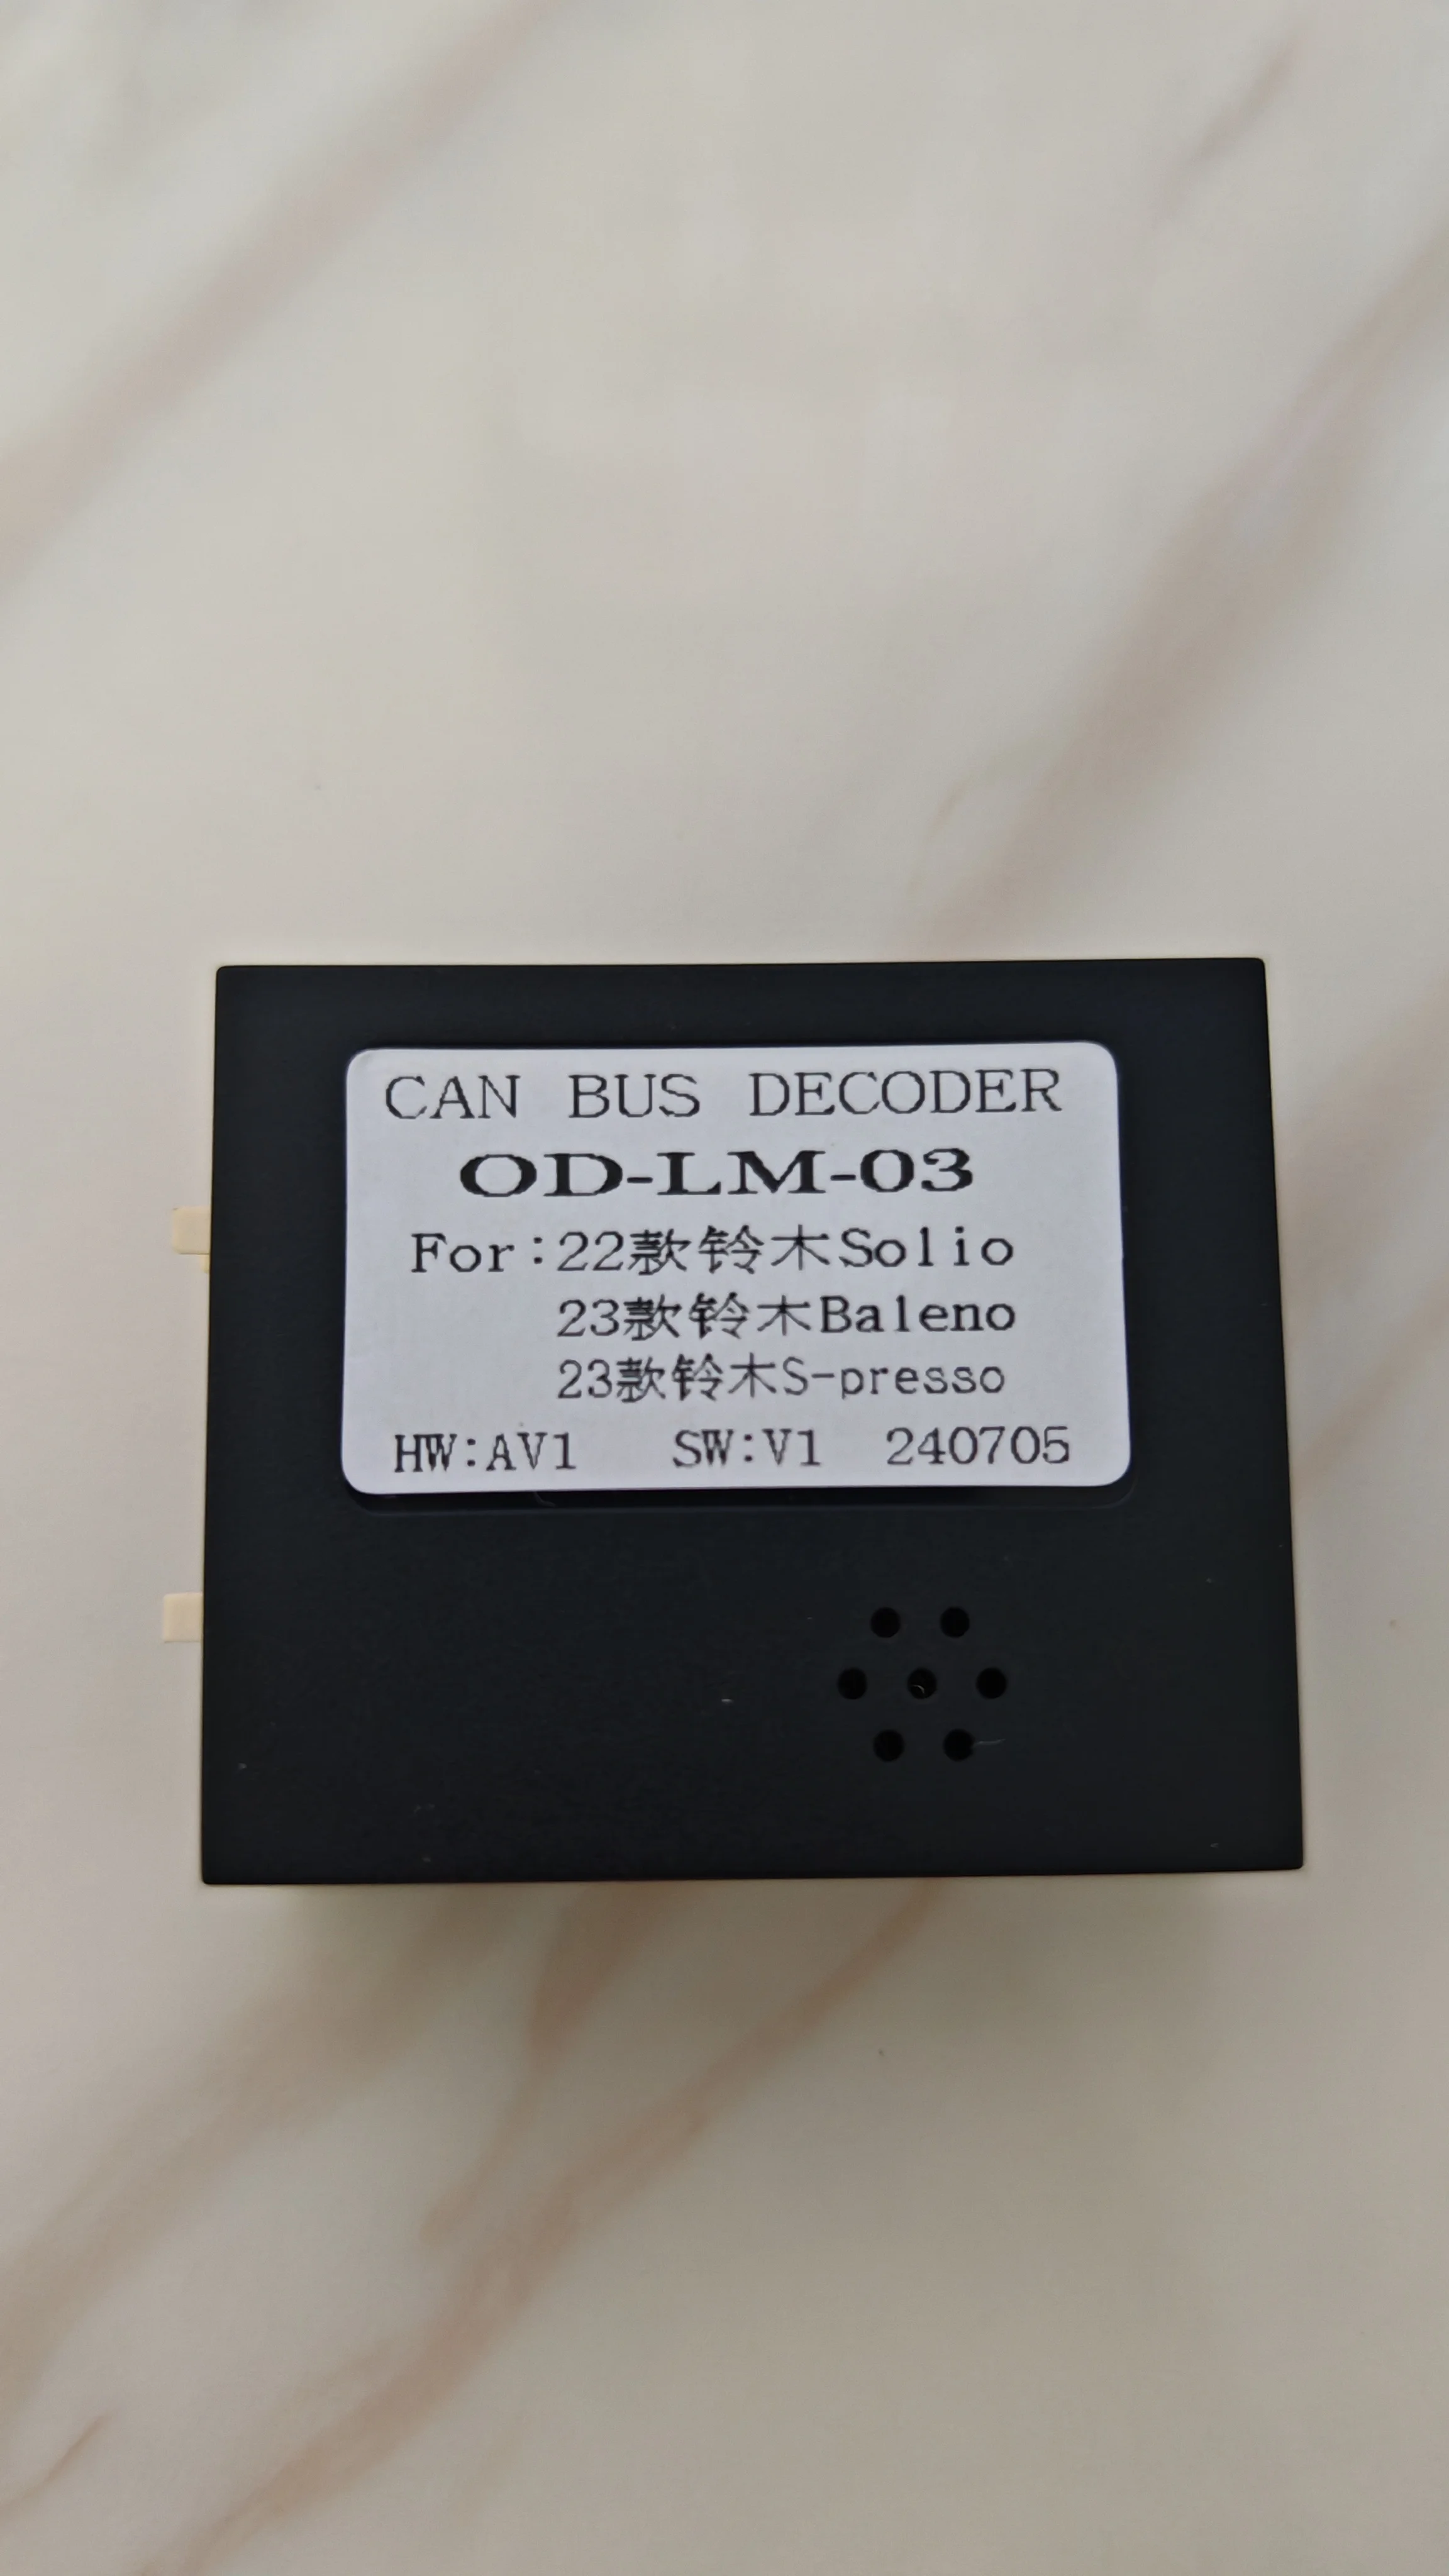 CAN BUS DECODER
OD-LM-03
For:22款铃木Solio
23款铃木Baleno
23款铃木S-presso
HW:AV1 SW:V1 240705